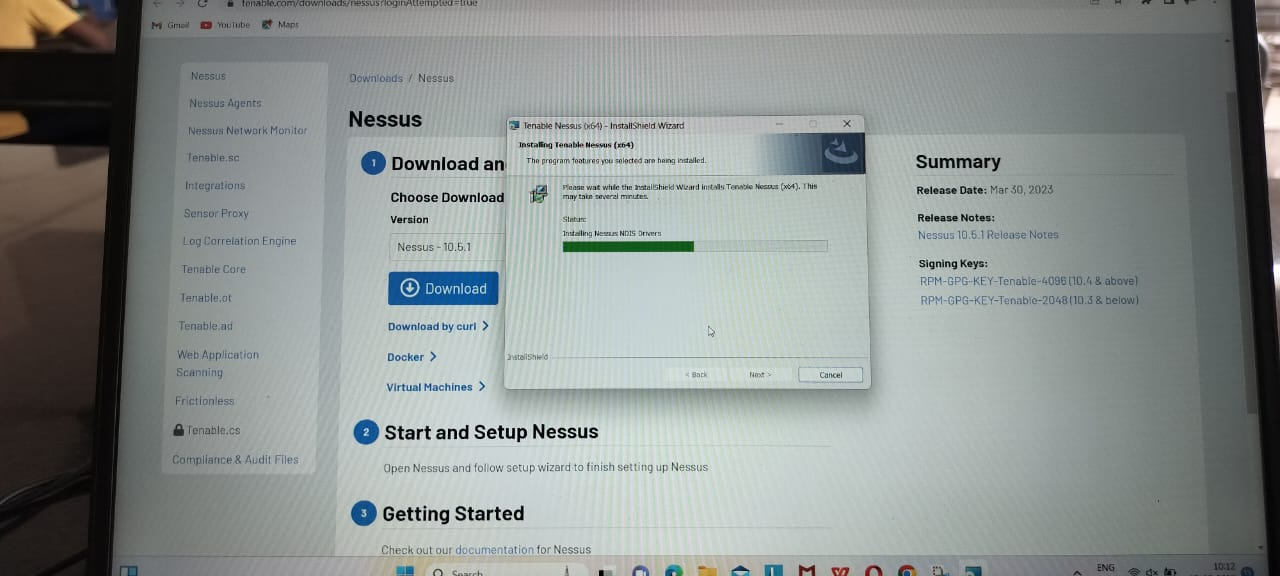 tenable.com/downloads/nessus?loginAttempted=true
Gmail YouTube Maps
Nessus
Nessus Agents
Nessus Network Monitor
Tenable.sc
Integrations
Sensor Proxy
Log Correlation Engine
Tenable Core
Tenable.ot
Tenable.ad
Web Application
Scanning
Frictionless
Tenable.cs
Compliance & Audit Files
Downloads / Nessus
Nessus
1 Download an
Choose Download
Version
Nessus - 10.5.1
Download
Download by curl
Docker
Virtual Machines
2 Start and Setup Nessus
Open Nessus and follow setup wizard to finish setting up Nessus
3 Getting Started
Check out our documentation for Nessus
Tenable Nessus (x64) - InstallShield Wizard
Installing Tenable Nessus (x64)
The program features you selected are being installed.
Please wait while the InstallShield Wizard installs Tenable Nessus (x64). This
may take several minutes.
Status:
Installing Nessus NDIS Drivers
InstallShield
< Back Next > Cancel
Summary
Release Date: Mar 30, 2023
Release Notes:
Nessus 10.5.1 Release Notes
Signing Keys:
RPM-GPG-KEY-Tenable-4096 (10.4 & above)
RPM-GPG-KEY-Tenable-2048 (10.3 & below)
Search
ENG
10:12